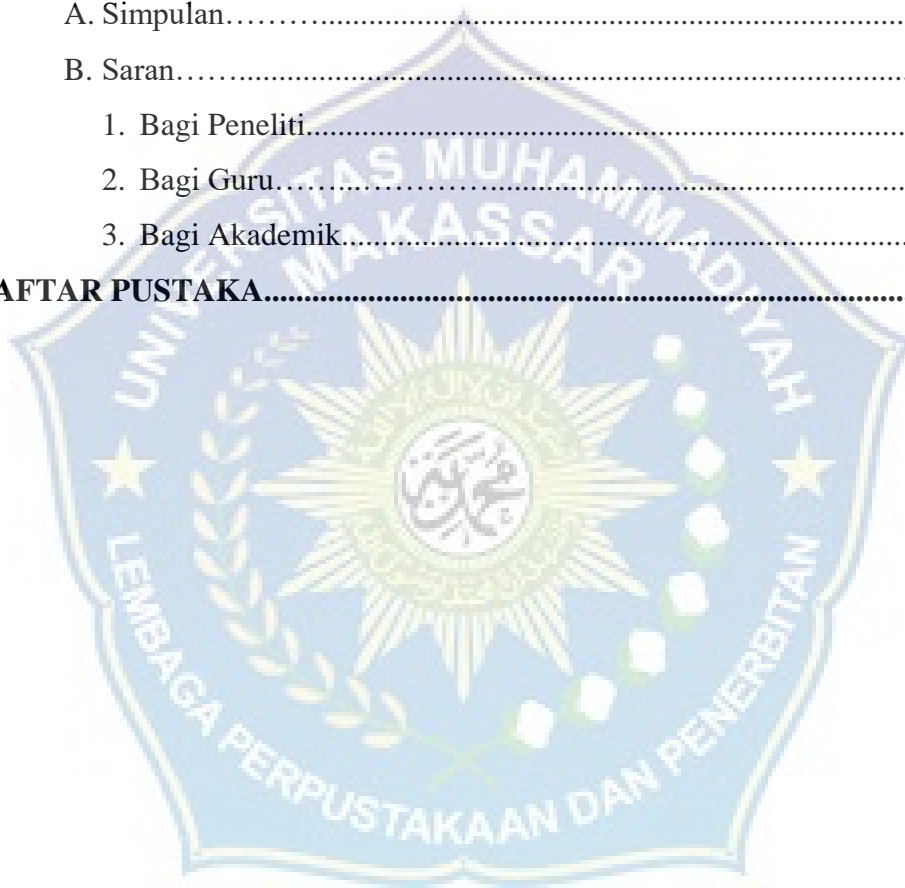 A. Simpulan………..............................................................................
B. Saran……..................................................................................
1. Bagi Peneliti..........................................................................
2. Bagi Guru……...…………….......................................................
3. Bagi Akademik......................................................................
AFTAR PUSTAKA................................................................................
UNIVERSITAS MUHAMMADIYAH
MAKASSAR
LEMBAGA PERPUSTAKAAN DAN PENERBITAN